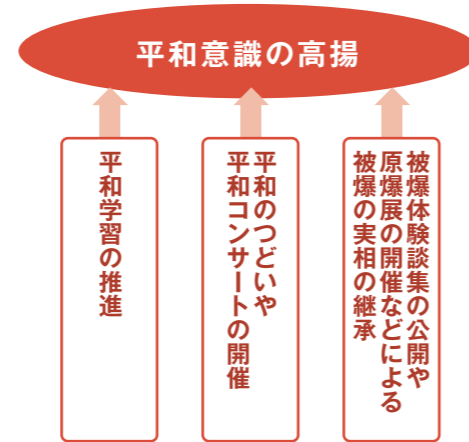 平和意識の高揚
平和学習の推進
平和のつどいや
平和コンサートの開催
被爆体験談集の公開や
原爆展の開催などによる
被爆の実相の継承